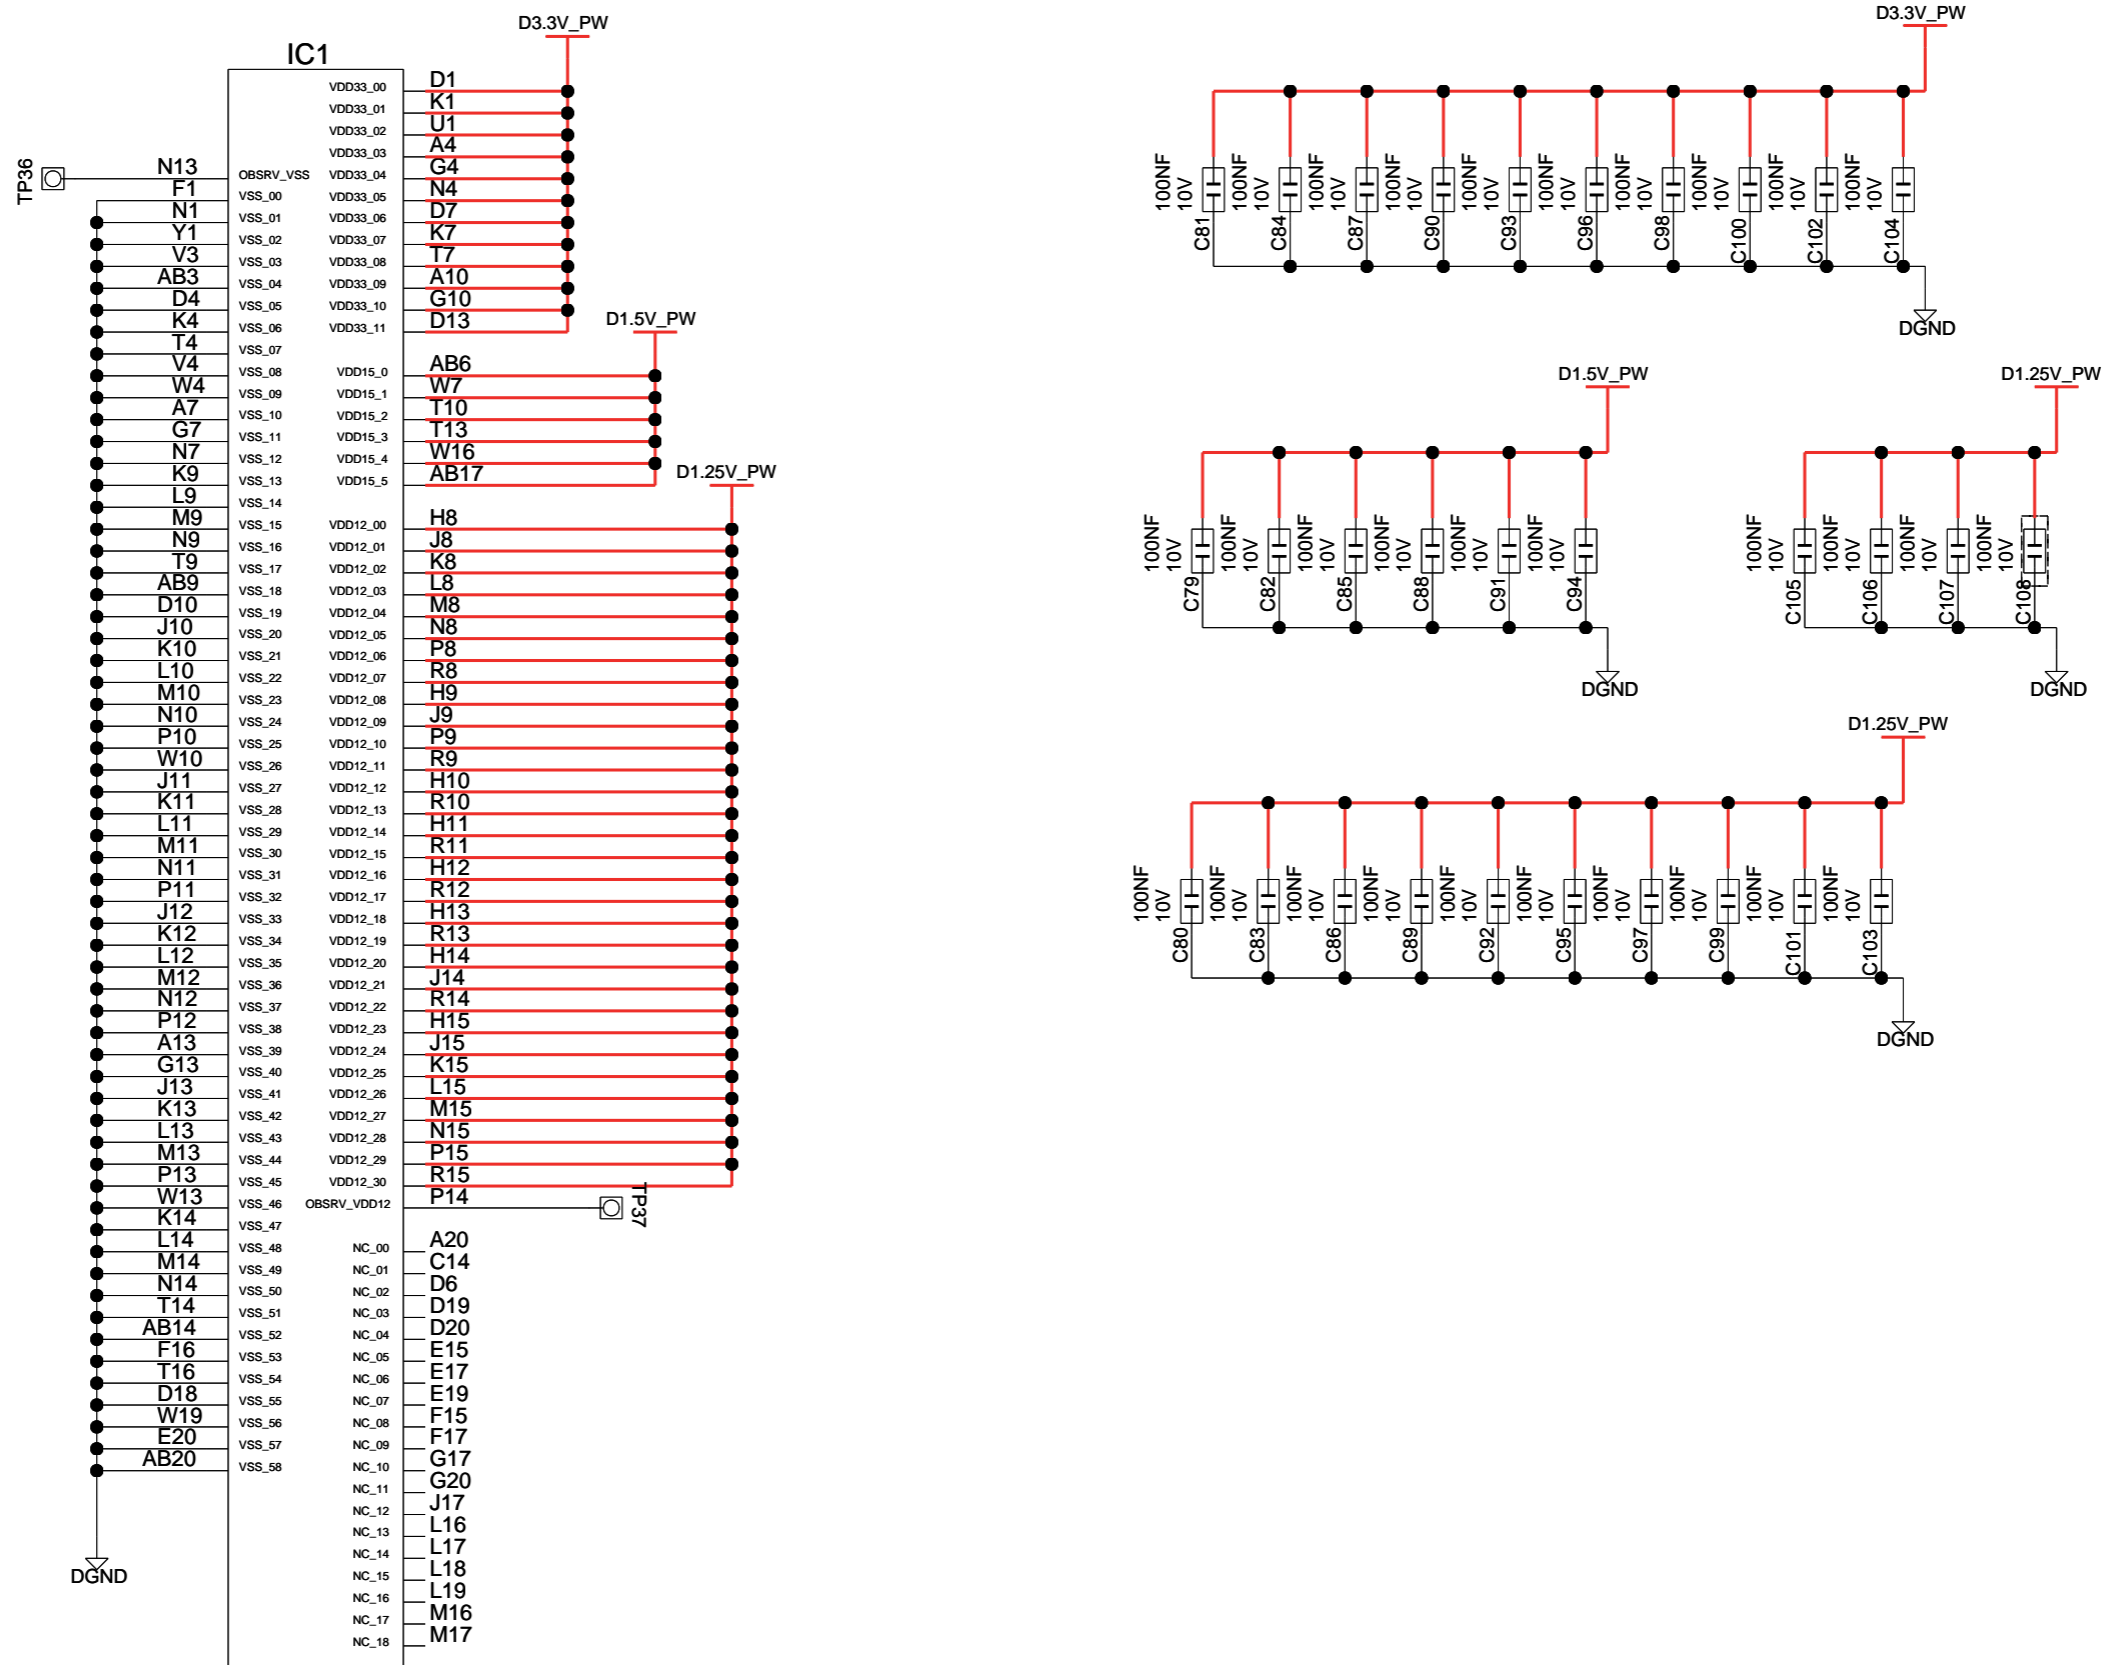 D3.3V_PW
IC1
TP36
N13 OBSRV_VSS
F1 VSS_00
N1 VSS_01
Y1 VSS_02
V3 VSS_03
AB3 VSS_04
D4 VSS_05
K4 VSS_06
T4 VSS_07
V4 VSS_08
W4 VSS_09
A7 VSS_10
G7 VSS_11
N7 VSS_12
K9 VSS_13
L9 VSS_14
M9 VSS_15
N9 VSS_16
T9 VSS_17
AB9 VSS_18
D10 VSS_19
J10 VSS_20
K10 VSS_21
L10 VSS_22
M10 VSS_23
N10 VSS_24
P10 VSS_25
W10 VSS_26
J11 VSS_27
K11 VSS_28
L11 VSS_29
M11 VSS_30
N11 VSS_31
P11 VSS_32
J12 VSS_33
K12 VSS_34
L12 VSS_35
M12 VSS_36
N12 VSS_37
P12 VSS_38
A13 VSS_39
G13 VSS_40
J13 VSS_41
K13 VSS_42
L13 VSS_43
M13 VSS_44
P13 VSS_45
W13 VSS_46
K14 VSS_47
L14 VSS_48
M14 VSS_49
N14 VSS_50
T14 VSS_51
AB14 VSS_52
F16 VSS_53
T16 VSS_54
D18 VSS_55
W19 VSS_56
E20 VSS_57
AB20 VSS_58
DGND
VDD33_00 D1
VDD33_01 K1
VDD33_02 U1
VDD33_03 A4
VDD33_04 G4
VDD33_05 N4
VDD33_06 D7
VDD33_07 K7
VDD33_08 T7
VDD33_09 A10
VDD33_10 G10
VDD33_11 D13
D1.5V_PW
VDD15_0 AB6
VDD15_1 W7
VDD15_2 T10
VDD15_3 T13
VDD15_4 W16
VDD15_5 AB17
D1.25V_PW
VDD12_00 H8
VDD12_01 J8
VDD12_02 K8
VDD12_03 L8
VDD12_04 M8
VDD12_05 N8
VDD12_06 P8
VDD12_07 R8
VDD12_08 H9
VDD12_09 J9
VDD12_10 P9
VDD12_11 R9
VDD12_12 H10
VDD12_13 R10
VDD12_14 H11
VDD12_15 R11
VDD12_16 H12
VDD12_17 R12
VDD12_18 H13
VDD12_19 R13
VDD12_20 H14
VDD12_21 J14
VDD12_22 R14
VDD12_23 H15
VDD12_24 J15
VDD12_25 K15
VDD12_26 L15
VDD12_27 M15
VDD12_28 N15
VDD12_29 P15
VDD12_30 R15
OBSRV_VDD12 P14
TP37
NC_00 A20
NC_01 C14
NC_02 D6
NC_03 D19
NC_04 D20
NC_05 E15
NC_06 E17
NC_07 E19
NC_08 F15
NC_09 F17
NC_10 G17
NC_11 G20
NC_12 J17
NC_13 L16
NC_14 L17
NC_15 L18
NC_16 L19
NC_17 M16
NC_18 M17
D3.3V_PW
100NF 10V C81
100NF 10V C84
100NF 10V C87
100NF 10V C90
100NF 10V C93
100NF 10V C96
100NF 10V C98
100NF 10V C100
100NF 10V C102
100NF 10V C104
DGND
D1.5V_PW
100NF 10V C79
100NF 10V C82
100NF 10V C85
100NF 10V C88
100NF 10V C91
100NF 10V C94
DGND
D1.25V_PW
100NF 10V C105
100NF 10V C106
100NF 10V C107
100NF 10V C108
DGND
D1.25V_PW
100NF 10V C80
100NF 10V C83
100NF 10V C86
100NF 10V C89
100NF 10V C92
100NF 10V C95
100NF 10V C97
100NF 10V C99
100NF 10V C101
100NF 10V C103
DGND